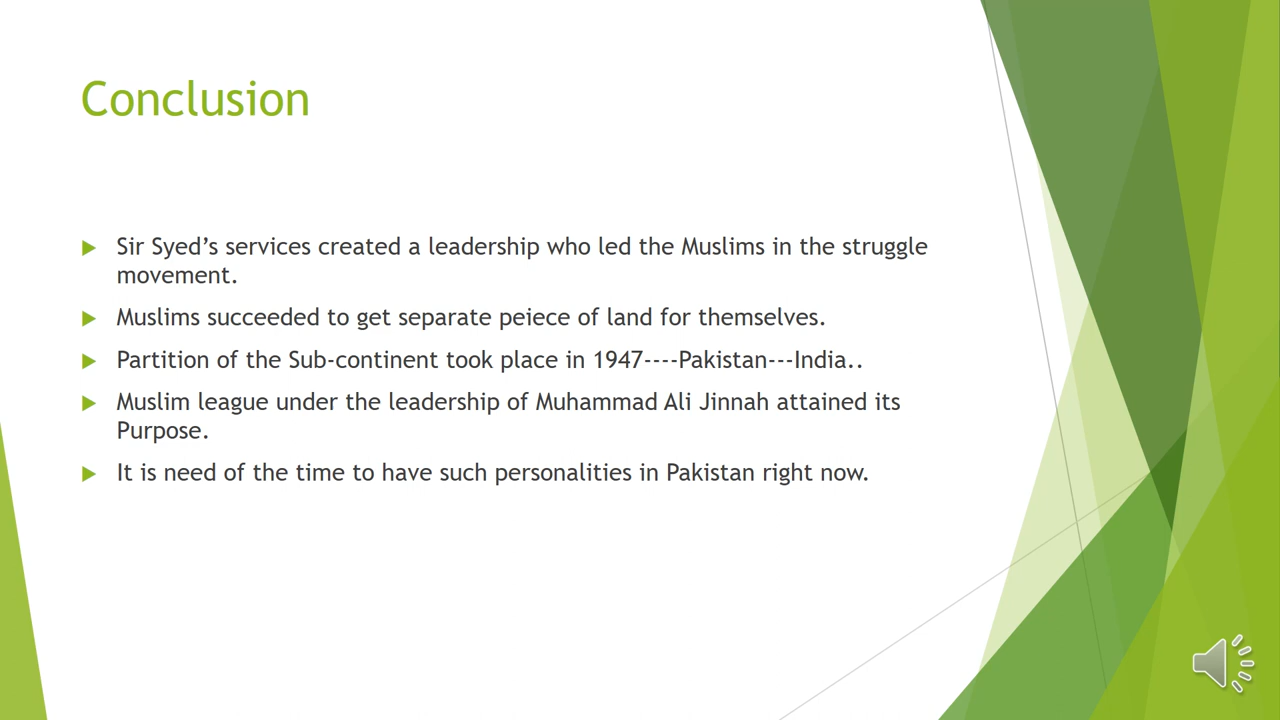 Conclusion
Sir Syed’s services created a leadership who led the Muslims in the struggle
movement.
Muslims succeeded to get separate peiece of land for themselves.
Partition of the Sub-continent took place in 1947----Pakistan---India..
Muslim league under the leadership of Muhammad Ali Jinnah attained its
Purpose.
It is need of the time to have such personalities in Pakistan right now.